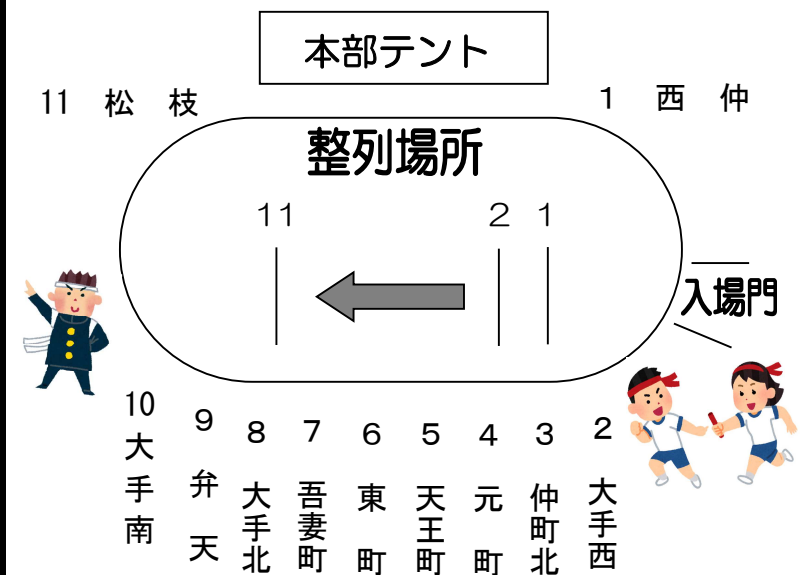 本部テント
11 松 枝
1 西 仲
整列場所
11 2 1
入場門
10 大手南
9 弁 天
8 大手北
7 吾妻町
6 東 町
5 天王町
4 元 町
3 仲町北
2 大手西